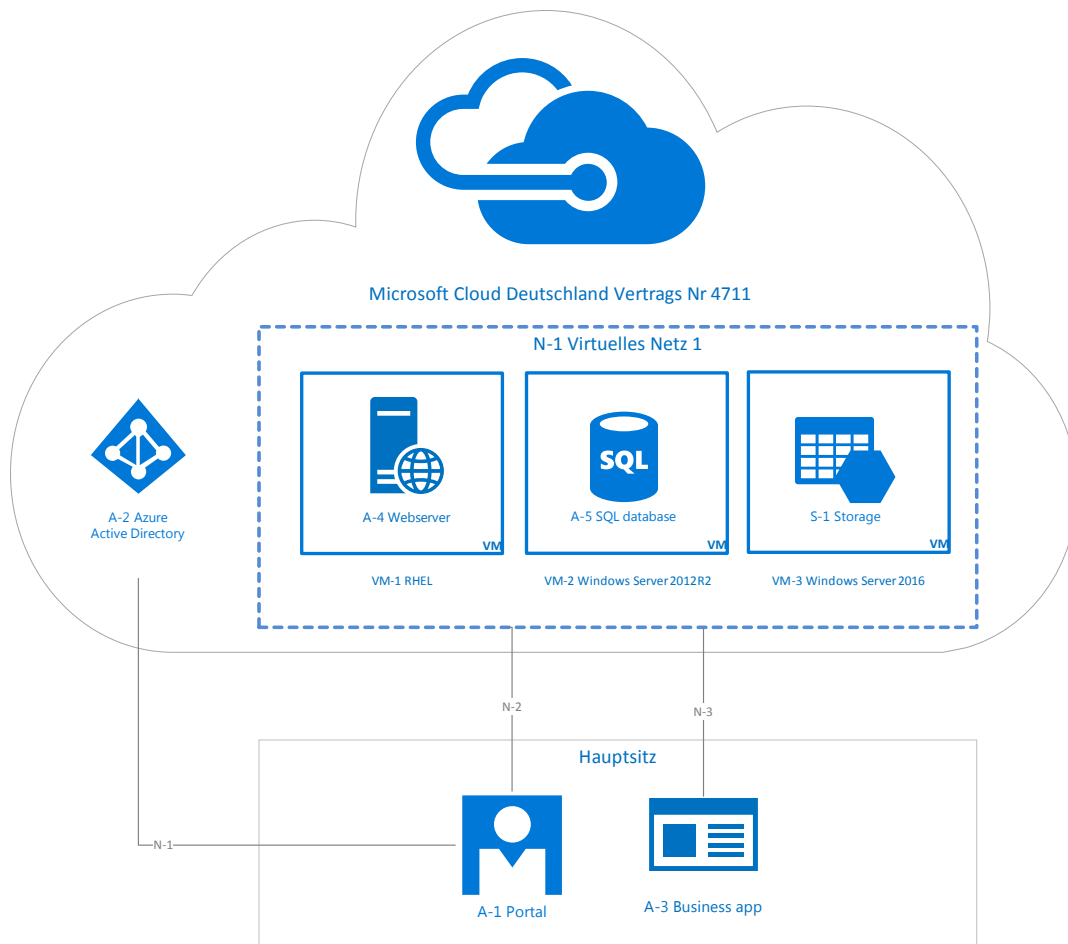 Microsoft Cloud Deutschland Vertrags Nr 4711
N-1 Virtuelles Netz 1
SQL
A-2 Azure
Active Directory
A-4 Webserver
A-5 SQL database
S-1 Storage
VM
VM
VM
VM-1 RHEL
VM-2 Windows Server 2012R2
VM-3 Windows Server 2016
N-2
N-3
Hauptsitz
N-1
A-1 Portal
A-3 Business app